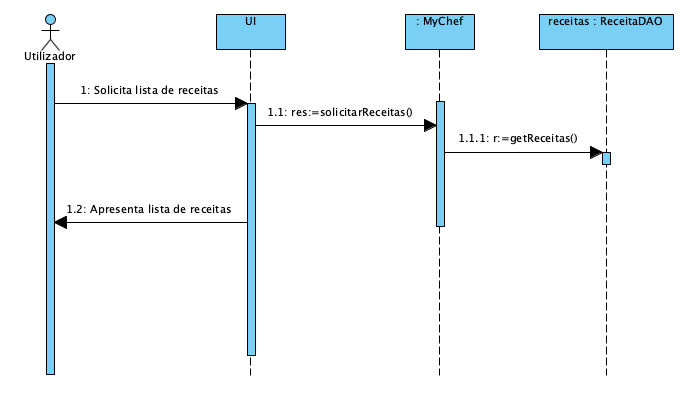 UI
: MyChef
receitas : ReceitaDAO
Utilizador
1: Solicita lista de receitas
1.1: res:=solicitarReceitas()
1.1.1: r:=getReceitas()
1.2: Apresenta lista de receitas